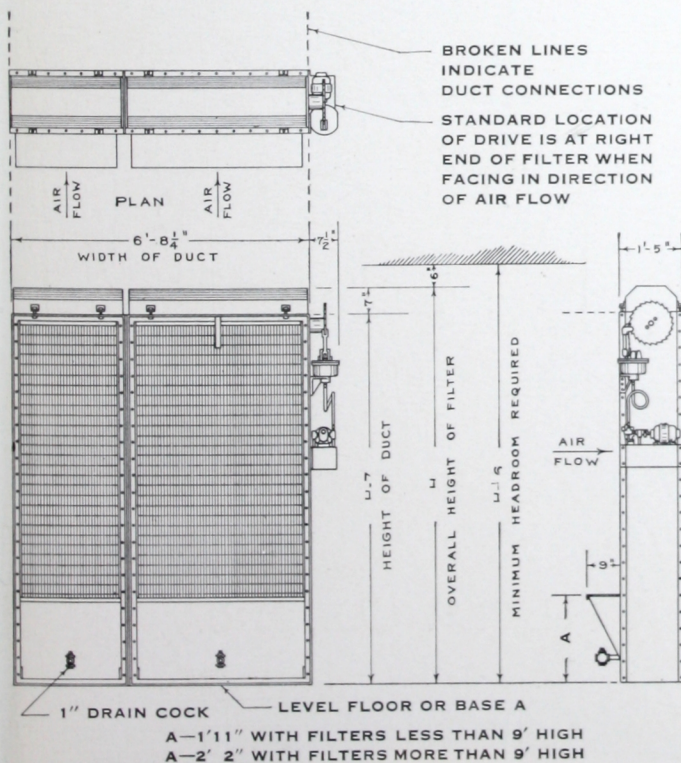 BROKEN LINES
INDICATE
DUCT CONNECTIONS
STANDARD LOCATION
OF DRIVE IS AT RIGHT
END OF FILTER WHEN
FACING IN DIRECTION
OF AIR FLOW
AIR FLOW
PLAN
AIR FLOW
6'-8¼"
7½"
WIDTH OF DUCT
1'-5"
6"
7"
HEIGHT OF DUCT
H
OVERALL HEIGHT OF FILTER
MINIMUM HEADROOM REQUIRED
AIR
FLOW
9"
A
1" DRAIN COCK
LEVEL FLOOR OR BASE A
A—1'11" WITH FILTERS LESS THAN 9' HIGH
A—2' 2" WITH FILTERS MORE THAN 9' HIGH